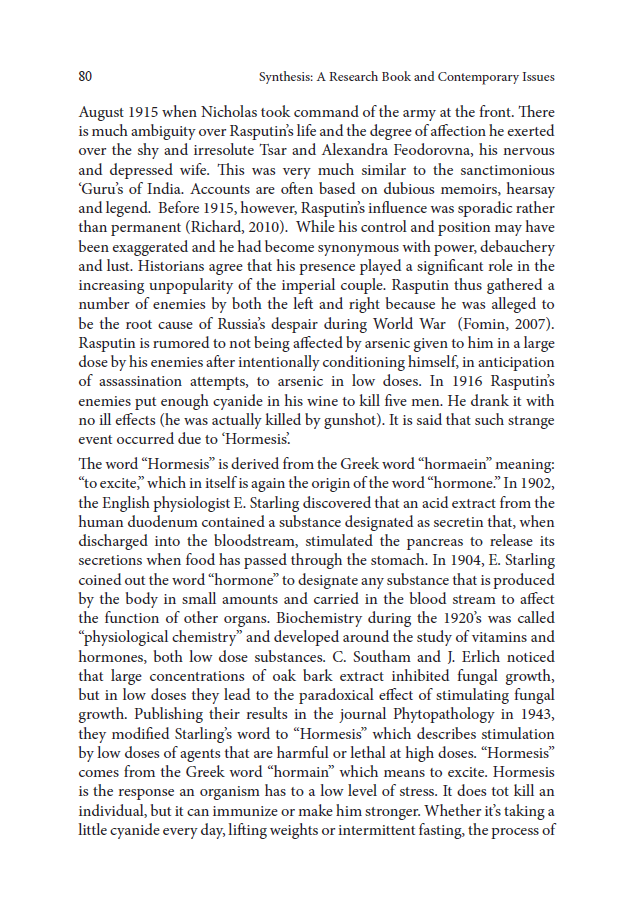 80 Synthesis: A Research Book and Contemporary Issues
August 1915 when Nicholas took command of the army at the front. There
is much ambiguity over Rasputin's life and the degree of affection he exerted
over the shy and irresolute Tsar and Alexandra Feodorovna, his nervous
and depressed wife. This was very much similar to the sanctimonious
‘Guru’s of India. Accounts are often based on dubious memoirs, hearsay
and legend. Before 1915, however, Rasputin’s influence was sporadic rather
than permanent (Richard, 2010). While his control and position may have
been exaggerated and he had become synonymous with power, debauchery
and lust. Historians agree that his presence played a significant role in the
increasing unpopularity of the imperial couple. Rasputin thus gathered a
number of enemies by both the left and right because he was alleged to
be the root cause of Russia’s despair during World War (Fomin, 2007).
Rasputin is rumored to not being affected by arsenic given to him in a large
dose by his enemies after intentionally conditioning himself, in anticipation
of assassination attempts, to arsenic in low doses. In 1916 Rasputin’s
enemies put enough cyanide in his wine to kill five men. He drank it with
no ill effects (he was actually killed by gunshot). It is said that such strange
event occurred due to ‘Hormesis’.
The word “Hormesis” is derived from the Greek word “hormaein” meaning:
“to excite,” which in itself is again the origin of the word “hormone.” In 1902,
the English physiologist E. Starling discovered that an acid extract from the
human duodenum contained a substance designated as secretin that, when
discharged into the bloodstream, stimulated the pancreas to release its
secretions when food has passed through the stomach. In 1904, E. Starling
coined out the word “hormone” to designate any substance that is produced
by the body in small amounts and carried in the blood stream to affect
the function of other organs. Biochemistry during the 1920’s was called
“physiological chemistry” and developed around the study of vitamins and
hormones, both low dose substances. C. Southam and J. Erlich noticed
that large concentrations of oak bark extract inhibited fungal growth,
but in low doses they lead to the paradoxical effect of stimulating fungal
growth. Publishing their results in the journal Phytopathology in 1943,
they modified Starling’s word to “Hormesis” which describes stimulation
by low doses of agents that are harmful or lethal at high doses. “Hormesis”
comes from the Greek word “hormain” which means to excite. Hormesis
is the response an organism has to a low level of stress. It does tot kill an
individual, but it can immunize or make him stronger. Whether it’s taking a
little cyanide every day, lifting weights or intermittent fasting, the process of